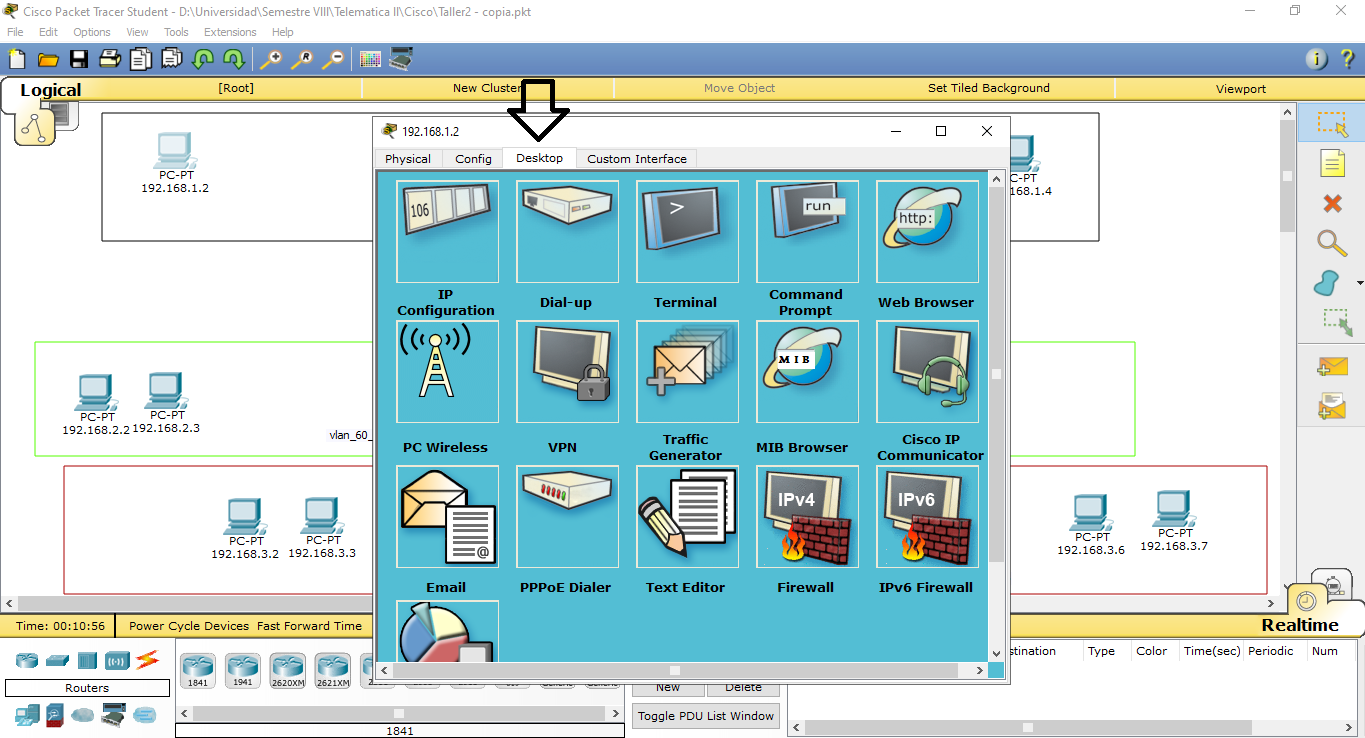 Cisco Packet Tracer Student - D:\Universidad\Semestre VIII\Telematica II\Cisco\Taller2 - copia.pkt
File Edit Options View Tools Extensions Help
R
i ?
Logical [Root] New Cluster Move Object Set Tiled Background Viewport
192.168.1.2
Physical Config Desktop Custom Interface
PC-PT
192.168.1.2
C-PT
168.1.4
106 > run http:
IP Configuration Dial-up Terminal Command Prompt Web Browser
MIB
PC Wireless VPN Traffic Generator MIB Browser Cisco IP Communicator
PC-PT
192.168.2.2
PC-PT
192.168.2.3
vlan_60_
@ IPv4 IPv6
Email PPPoE Dialer Text Editor Firewall IPv6 Firewall
PC-PT
192.168.3.2
PC-PT
192.168.3.3
PC-PT
192.168.3.6
PC-PT
192.168.3.7
Time: 00:10:56 Power Cycle Devices Fast Forward Time Realtime
1841 1941 2620XM 2621XM
Routers
1841
New Delete
Toggle PDU List Window
stination Type Color Time(sec) Periodic Num